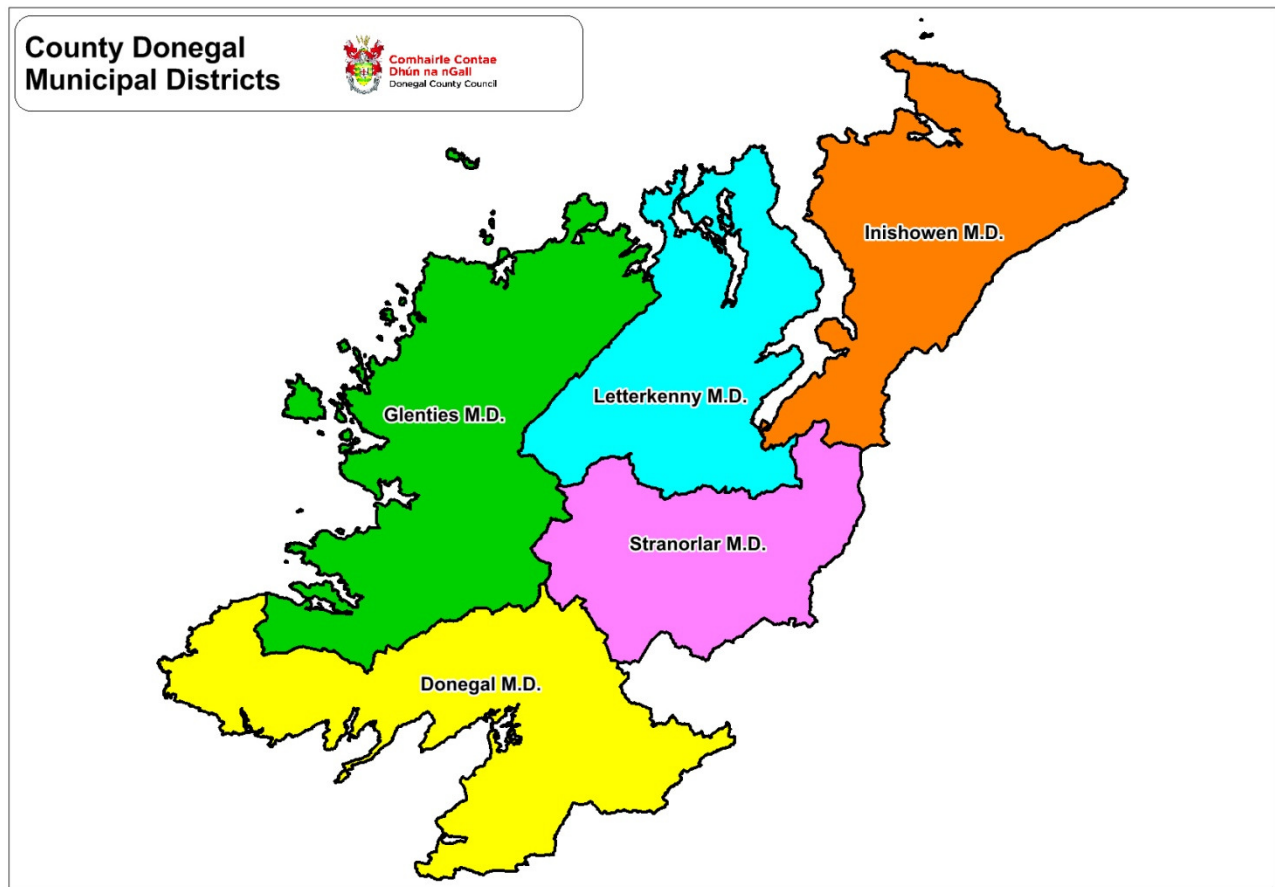 County Donegal
Municipal Districts
Comhairle Contae
Dhún na nGall
Donegal County Council
Inishowen M.D.
Letterkenny M.D.
Glenties M.D.
Stranorlar M.D.
Donegal M.D.